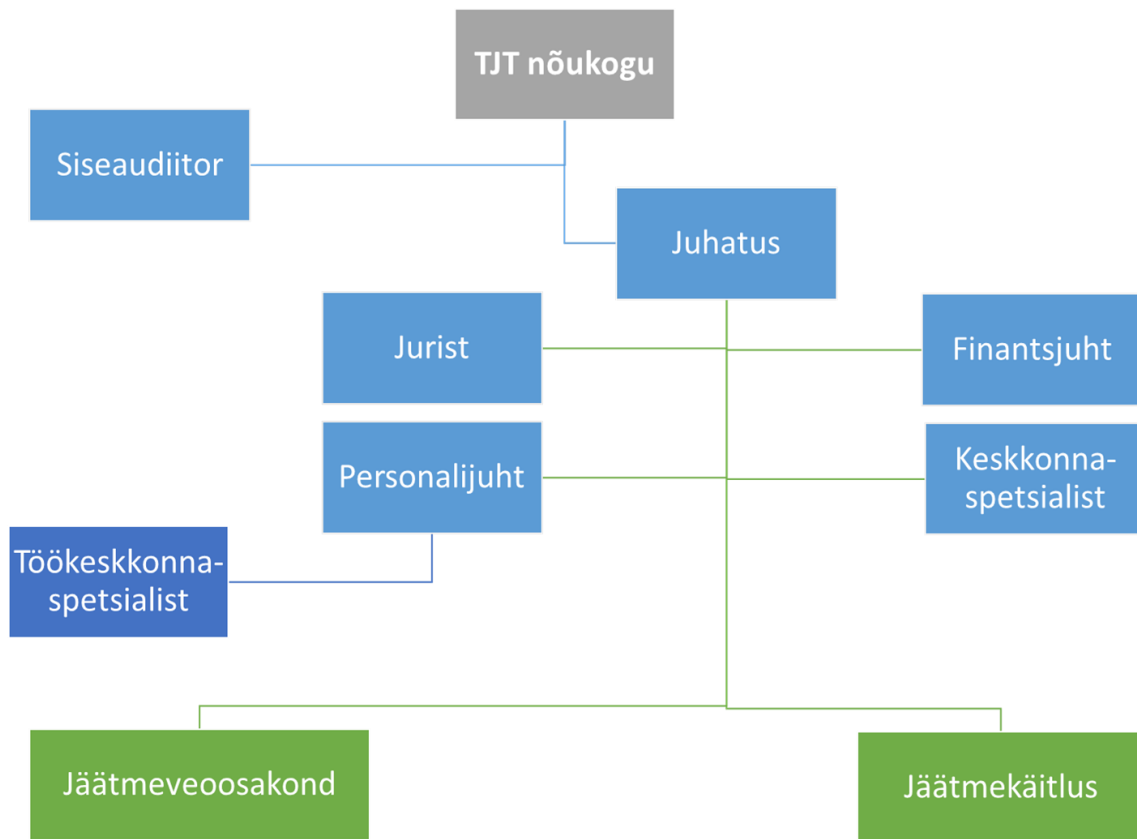 TJT nõukogu
Siseaudiitor
Juhatus
Jurist
Finantsjuht
Personalijuht
Keskkonna-
spetsialist
Töökeskkonna-
spetsialist
Jäätmeveoosakond
Jäätmekäitlus